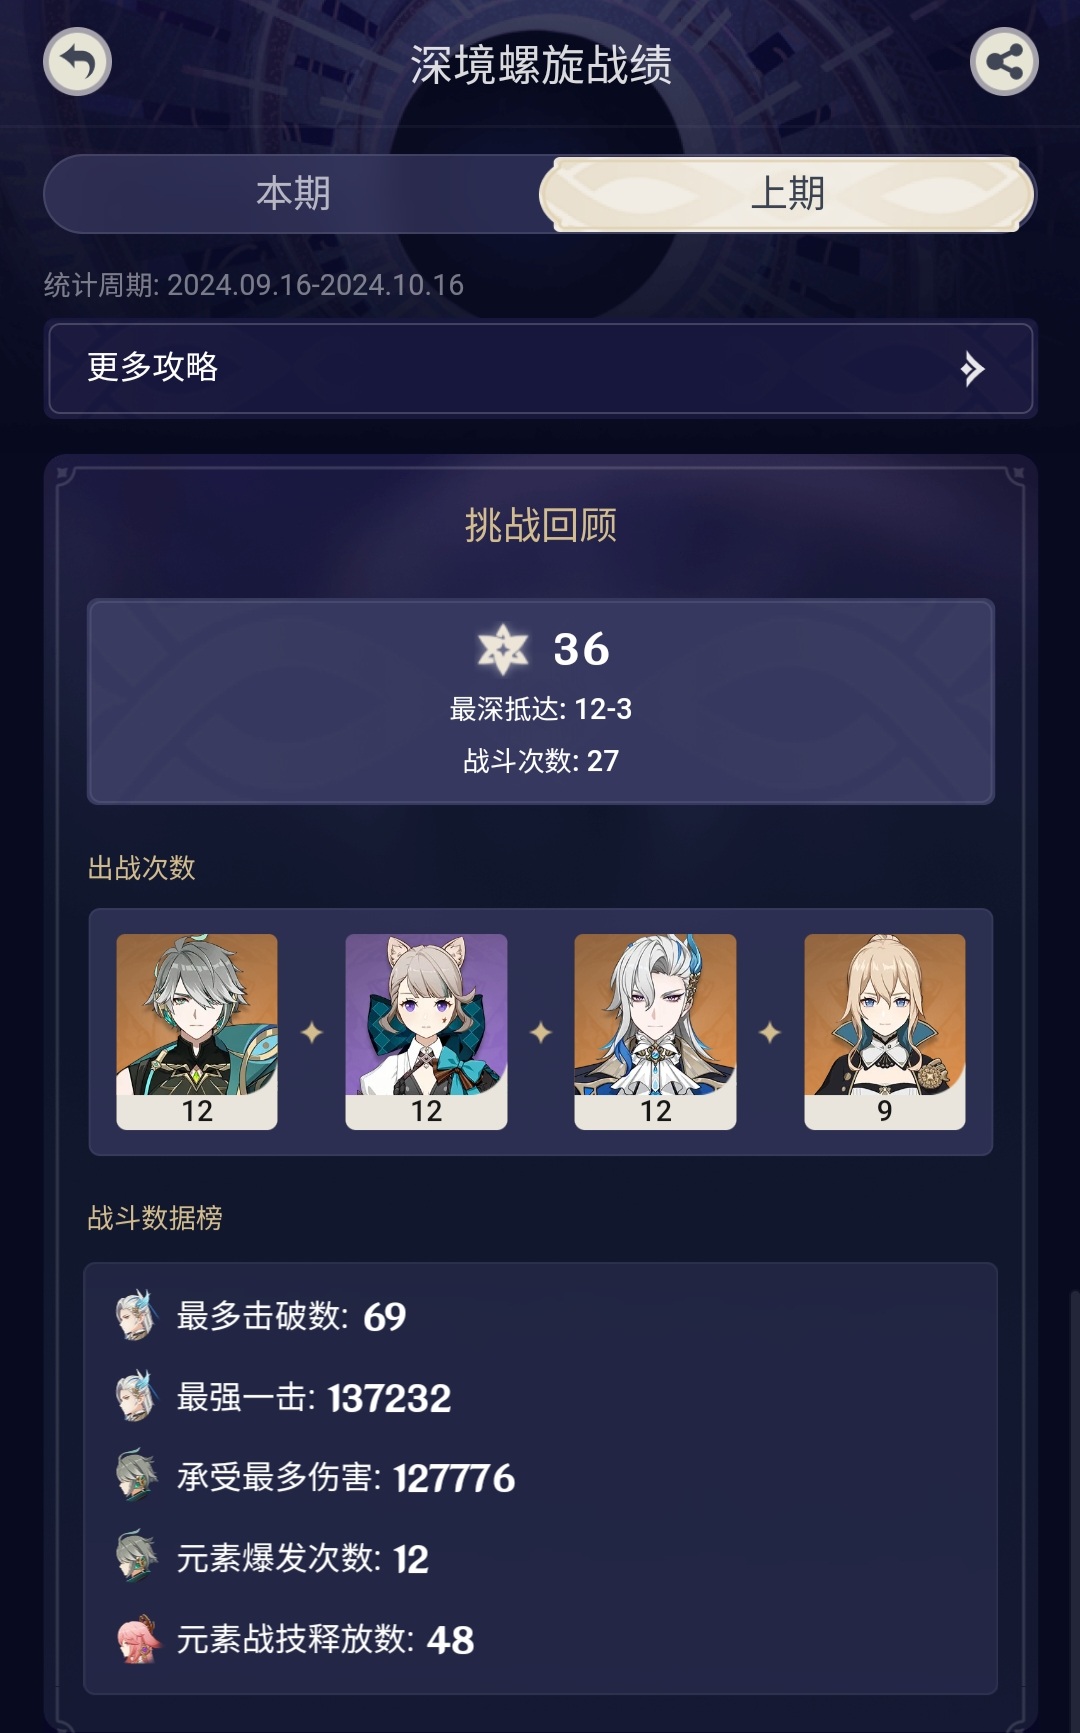 深境螺旋战绩
本期
上期
统计周期: 2024.09.16-2024.10.16
更多攻略
挑战回顾
36
最深抵达: 12-3
战斗次数: 27
出战次数
12
12
12
9
战斗数据榜
最多击破数: 69
最强一击: 137232
承受最多伤害: 127776
元素爆发次数: 12
元素战技释放数: 48